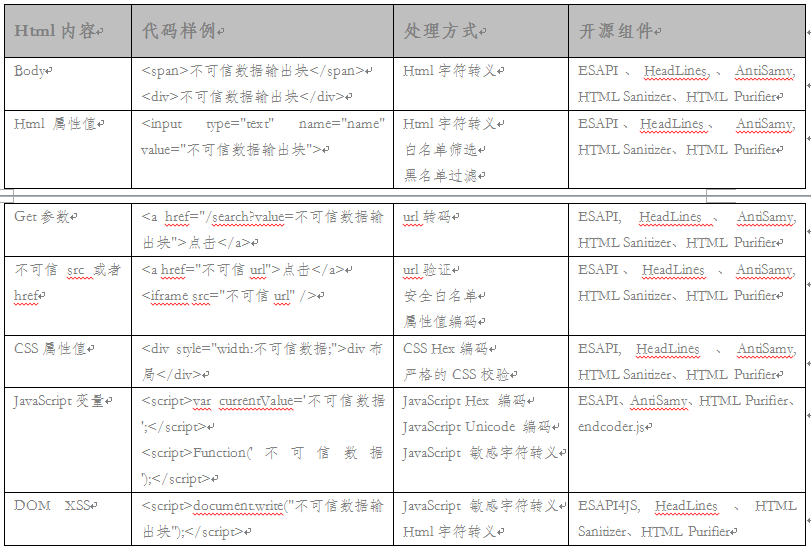 Html 内容 代码样例 处理方式 开源组件
Body <span>不可信数据输出块</span> Html 字符转义 ESAPI 、 HeadLines, 、 AntiSamy,
<div>不可信数据输出块</div> HTML Sanitizer、HTML Purifier
Html 属性值 <input type="text" name="name" Html 字符转义 ESAPI、HeadLines、 AntiSamy,
value="不可信数据输出块"> 白名单筛选 HTML Sanitizer、HTML Purifier
黑名单过滤
Get 参数 <a href="/search?value=不可信数据输 url 转码 ESAPI, HeadLines 、 AntiSamy,
出块">点击</a> HTML Sanitizer、HTML Purifier
不可信 src 或者 <a href="不可信 url">点击</a> url 验证 ESAPI、HeadLines 、 AntiSamy,
href <iframe src="不可信 url" /> 安全白名单 HTML Sanitizer、HTML Purifier
属性值编码
CSS 属性值 <div style="width:不可信数据;">div 布 CSS Hex 编码 ESAPI, HeadLines 、 AntiSamy,
局</div> 严格的 CSS 校验 HTML Sanitizer、HTML Purifier
JavaScript 变量 <script>var currentValue='不可信数据 JavaScript Hex 编码 ESAPI、AntiSamy、HTML Purifier、
';</script> JavaScript Unicode 编码 endcoder.js
<script>Function('不可信数据 JavaScript 敏感字符转义
');</script>
DOM XSS <script>document.write("不可信数据输 JavaScript 敏感字符转义 ESAPI4JS, HeadLines 、 HTML
出块");</script> Html 字符转义 Sanitizer、HTML Purifier